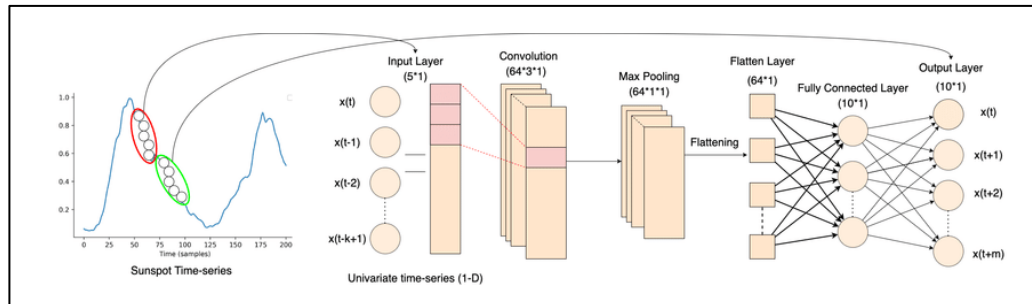 1.0
0.8
0.6
0.4
0.2
0 25 50 75 100 125 150 175 200
Time (samples)
Sunspot Time-series
C
Input Layer
(5*1)
x(t)
x(t-1)
x(t-2)
x(t-k+1)
Univariate time-series (1-D)
Convolution
(64*3*1)
Max Pooling
(64*1*1)
Flattening
Flatten Layer
(64*1)
Fully Connected Layer
(10*1)
Output Layer
(10*1)
x(t)
x(t+1)
x(t+2)
x(t+m)